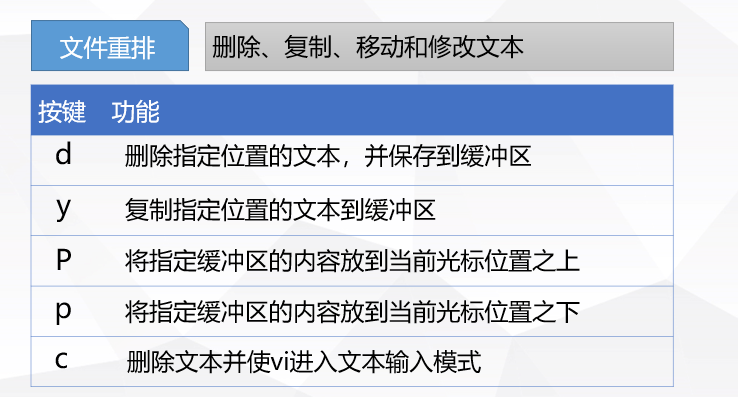 文件重排
删除、复制、移动和修改文本
按键 功能
d 删除指定位置的文本，并保存到缓冲区
y 复制指定位置的文本到缓冲区
P 将指定缓冲区的内容放到当前光标位置之上
p 将指定缓冲区的内容放到当前光标位置之下
c 删除文本并使vi进入文本输入模式